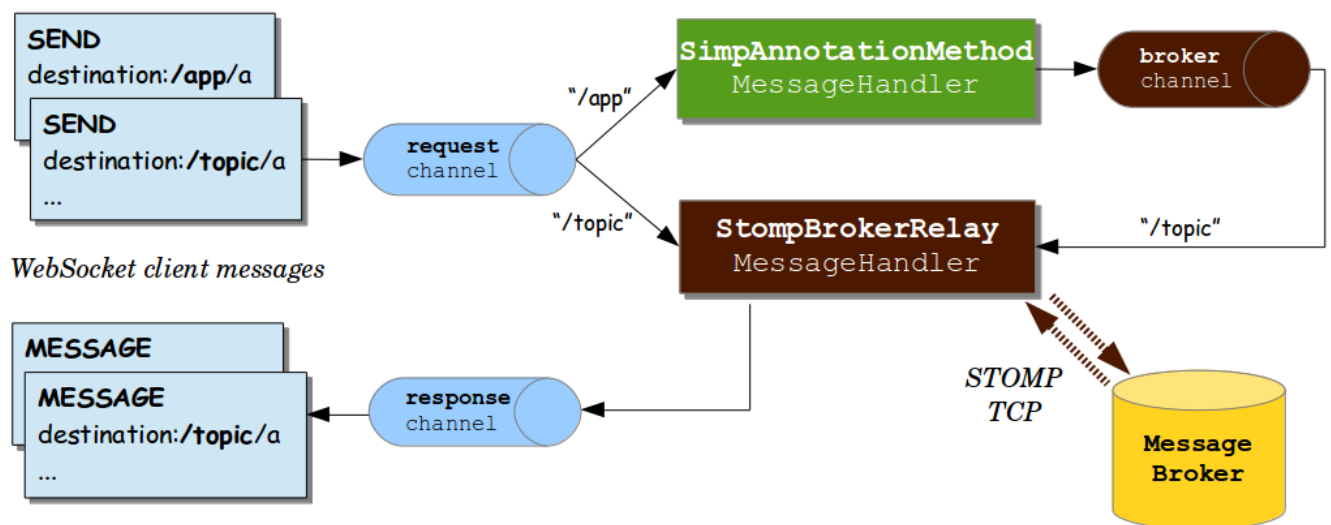 SEND
destination:/app/a
SEND
destination:/topic/a
...
WebSocket client messages
request
channel
“/app”
“/topic”
SimpAnnotationMethod
MessageHandler
broker
channel
StompBrokerRelay
MessageHandler
“/topic”
MESSAGE
MESSAGE
destination:/topic/a
...
response
channel
STOMP
TCP
Message
Broker